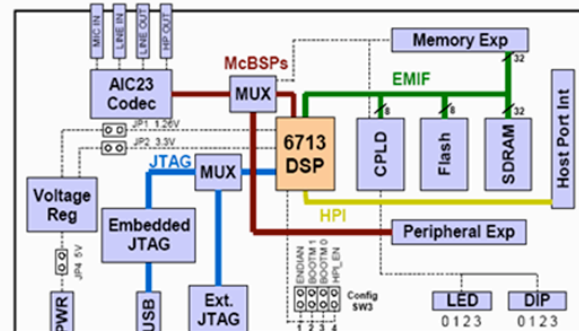 MIC IN
LINE IN
LINE OUT
HP OUT
AIC23
Codec
McBSPs
MUX
Memory Exp
32
EMIF
JP1 1.26V
JP2 3.3V
6713
DSP
8
CPLD
8
Flash
32
SDRAM
Host Port Int
JTAG
MUX
HPI
Voltage
Reg
Embedded
JTAG
Peripheral Exp
JP4 5V
ENDIAN
BOOTM 1
BOOTM 0
HPI_EN
Config
SW3
1 2 3 4
PWR
USB
Ext.
JTAG
LED
0 1 2 3
DIP
0 1 2 3